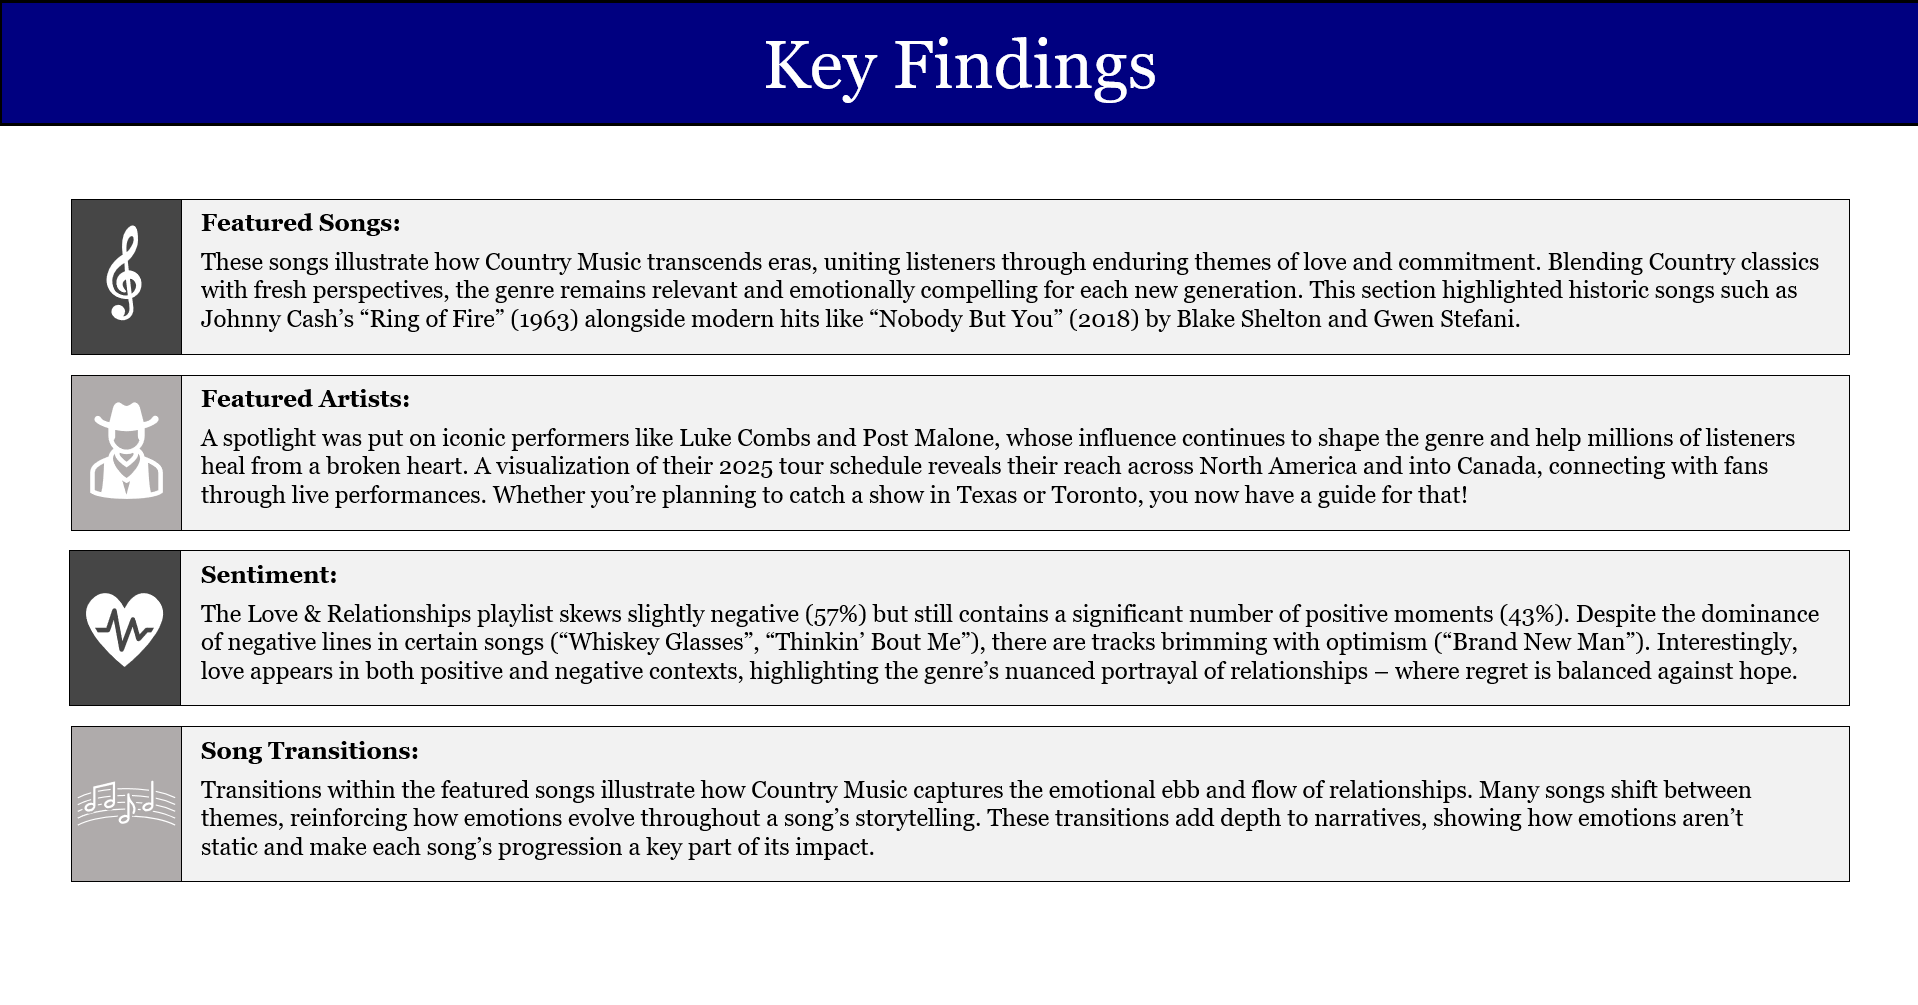 Key Findings
Featured Songs:
These songs illustrate how Country Music transcends eras, uniting listeners through enduring themes of love and commitment. Blending Country classics
with fresh perspectives, the genre remains relevant and emotionally compelling for each new generation. This section highlighted historic songs such as
Johnny Cash’s “Ring of Fire” (1963) alongside modern hits like “Nobody But You” (2018) by Blake Shelton and Gwen Stefani.
Featured Artists:
A spotlight was put on iconic performers like Luke Combs and Post Malone, whose influence continues to shape the genre and help millions of listeners
heal from a broken heart. A visualization of their 2025 tour schedule reveals their reach across North America and into Canada, connecting with fans
through live performances. Whether you’re planning to catch a show in Texas or Toronto, you now have a guide for that!
Sentiment:
The Love & Relationships playlist skews slightly negative (57%) but still contains a significant number of positive moments (43%). Despite the dominance
of negative lines in certain songs (“Whiskey Glasses”, “Thinkin’ Bout Me”), there are tracks brimming with optimism (“Brand New Man”). Interestingly,
love appears in both positive and negative contexts, highlighting the genre’s nuanced portrayal of relationships – where regret is balanced against hope.
Song Transitions:
Transitions within the featured songs illustrate how Country Music captures the emotional ebb and flow of relationships. Many songs shift between
themes, reinforcing how emotions evolve throughout a song’s storytelling. These transitions add depth to narratives, showing how emotions aren’t
static and make each song’s progression a key part of its impact.